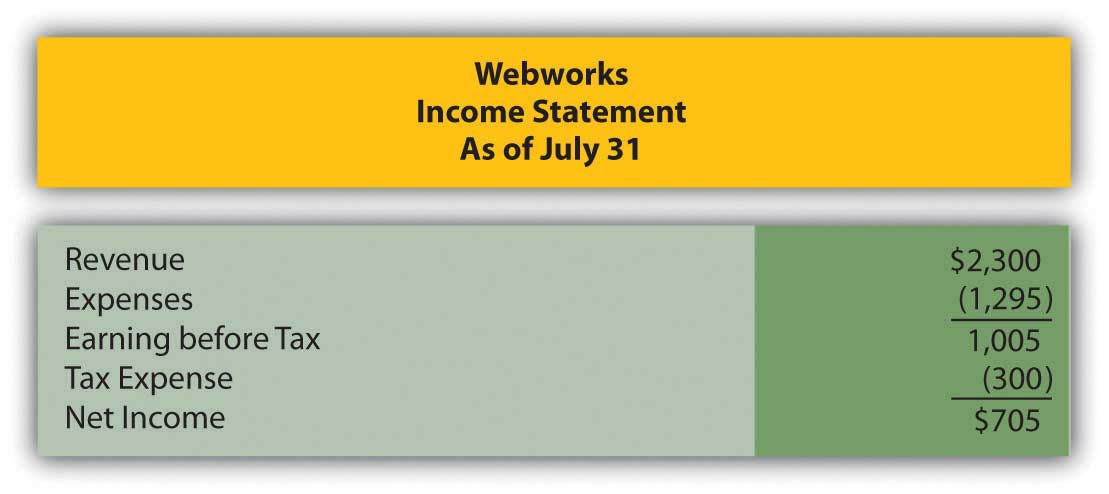 Webworks
Income Statement
As of July 31
Revenue $2,300
Expenses (1,295)
Earning before Tax 1,005
Tax Expense (300)
Net Income $705